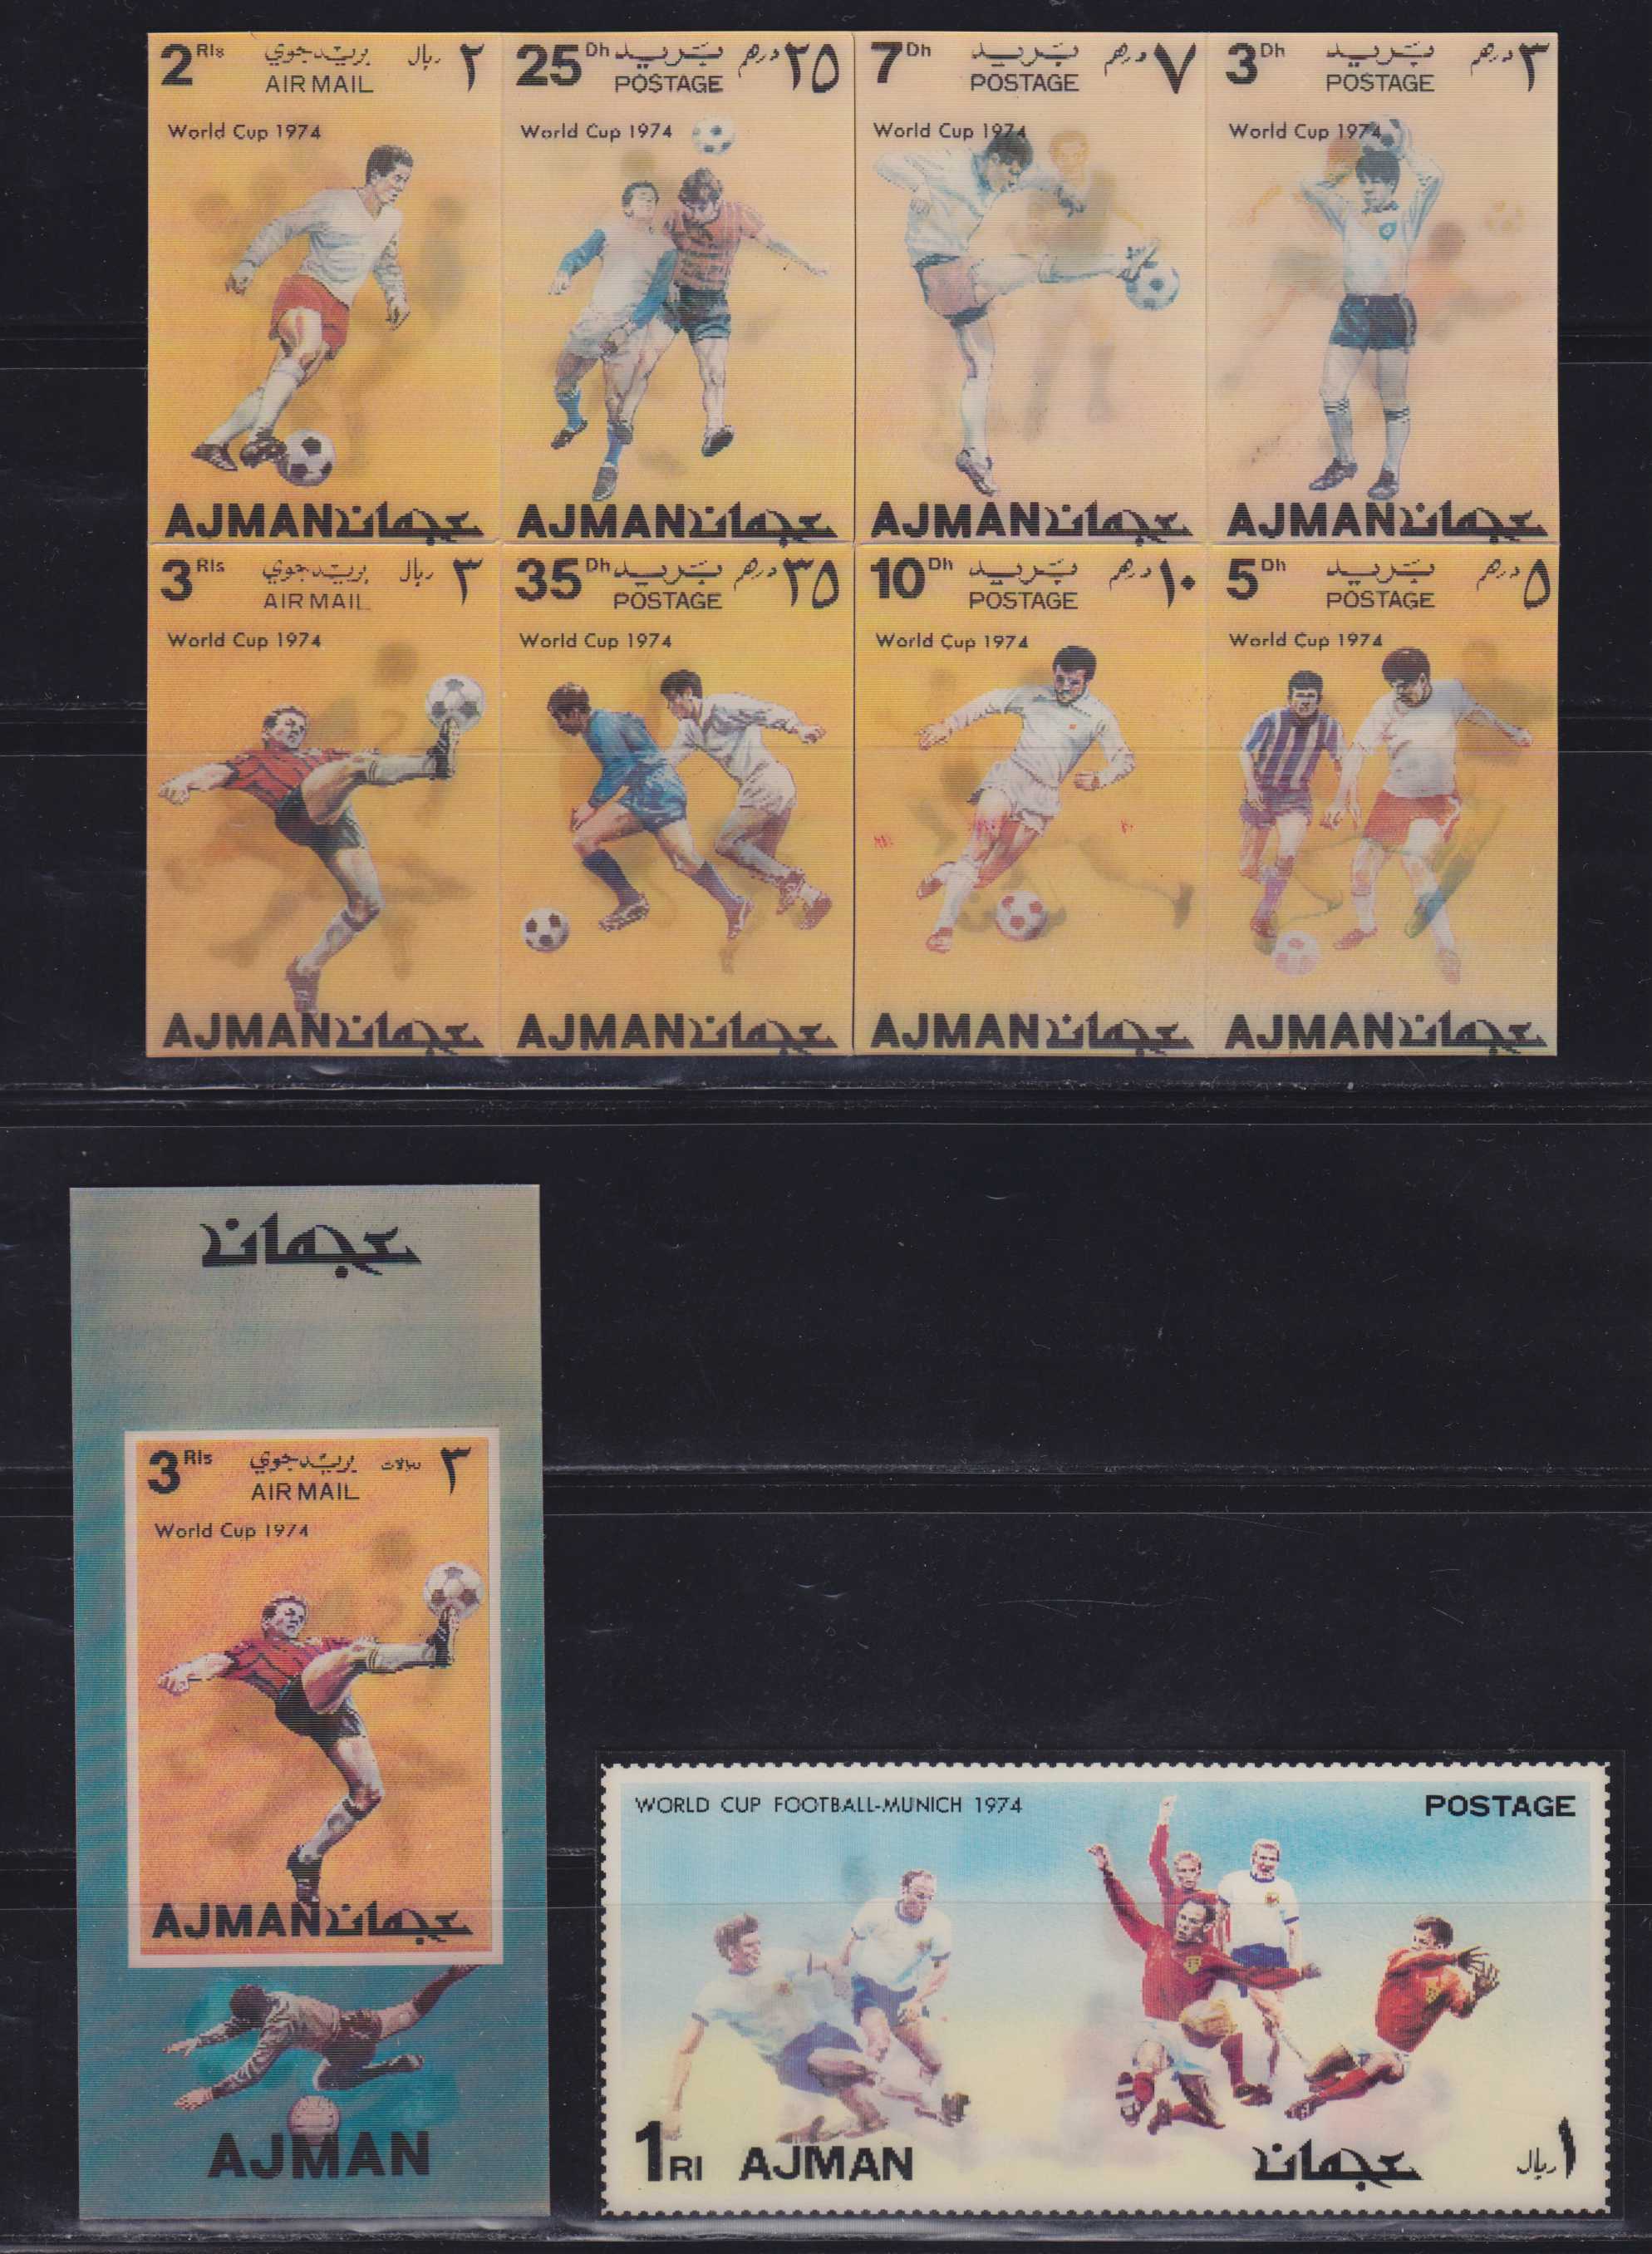 2 Rls بريد جوي ريال ٢
AIR MAIL
World Cup 1974
AJMAN عجمان
25 Dh بريد درهم ٢٥
POSTAGE
World Cup 1974
AJMAN عجمان
7 Dh بريد درهم ٧
POSTAGE
World Cup 1974
AJMAN عجمان
3 Dh بريد درهم ٣
POSTAGE
World Cup 1974
AJMAN عجمان
3 Rls بريد جوي ريال ٣
AIR MAIL
World Cup 1974
AJMAN عجمان
35 Dh بريد درهم ٣٥
POSTAGE
World Cup 1974
AJMAN عجمان
10 Dh بريد درهم ١٠
POSTAGE
World Cup 1974
AJMAN عجمان
5 Dh بريد درهم ٥
POSTAGE
World Cup 1974
AJMAN عجمان
عجمان
3 Rls بريد جوي ريالات ٣
AIR MAIL
World Cup 1974
AJMAN عجمان
AJMAN
WORLD CUP FOOTBALL-MUNICH 1974 POSTAGE
1 RI AJMAN عجمان ريال ١